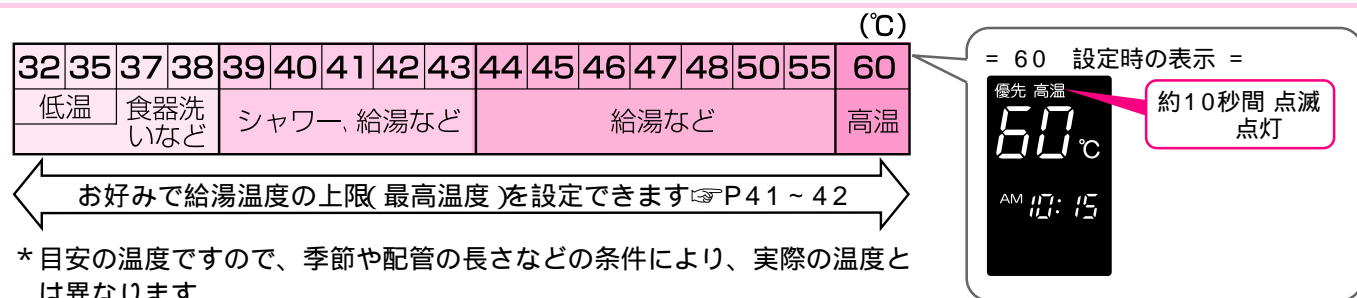 (℃)
32 35 37 38 39 40 41 42 43 44 45 46 47 48 50 55 60
低温 食器洗いなど シャワー、給湯など 給湯など 高温
お好みで給湯温度の上限(最高温度)を設定できます☞P41~42
*目安の温度ですので、季節や配管の長さなどの条件により、実際の温度と
は異なります
= 60 設定時の表示 =
優先 高温
60℃
AM 10:15
約10秒間 点滅
点灯